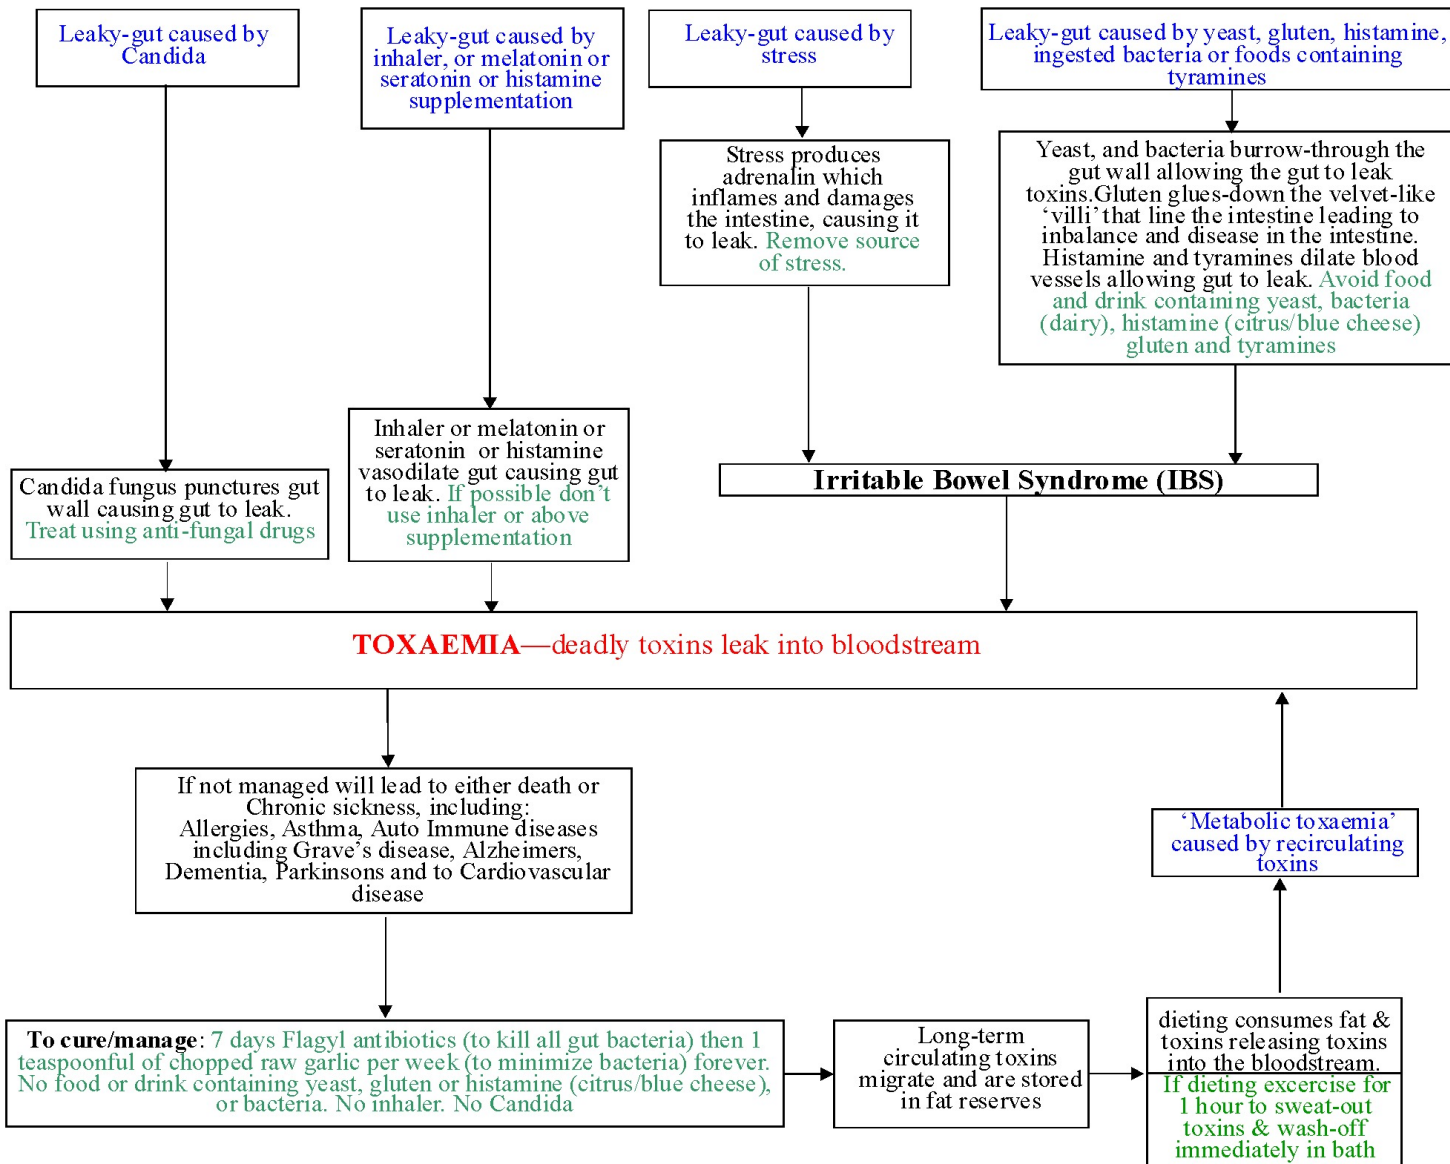 Leaky-gut caused by
Candida
Leaky-gut caused by
inhaler, or melatonin or
seratonin or histamine
supplementation
Leaky-gut caused by
stress
Leaky-gut caused by yeast, gluten, histamine,
ingested bacteria or foods containing
tyramines
Stress produces
adrenalin which
inflames and damages
the intestine, causing it
to leak. Remove source
of stress.
Yeast, and bacteria burrow-through the
gut wall allowing the gut to leak
toxins.Gluten glues-down the velvet-like
‘villi’ that line the intestine leading to
inbalance and disease in the intestine.
Histamine and tyramines dilate blood
vessels allowing gut to leak. Avoid food
and drink containing yeast, bacteria
(dairy), histamine (citrus/blue cheese)
gluten and tyramines
Candida fungus punctures gut
wall causing gut to leak.
Treat using anti-fungal drugs
Inhaler or melatonin or
seratonin or histamine
vasodilate gut causing gut
to leak. If possible don’t
use inhaler or above
supplementation
Irritable Bowel Syndrome (IBS)
TOXAEMIA—deadly toxins leak into bloodstream
If not managed will lead to either death or
Chronic sickness, including:
Allergies, Asthma, Auto Immune diseases
including Grave’s disease, Alzheimers,
Dementia, Parkinsons and to Cardiovascular
disease
‘Metabolic toxaemia’
caused by recirculating
toxins
To cure/manage: 7 days Flagyl antibiotics (to kill all gut bacteria) then 1
teaspoonful of chopped raw garlic per week (to minimize bacteria) forever.
No food or drink containing yeast, gluten or histamine (citrus/blue cheese),
or bacteria. No inhaler. No Candida
Long-term
circulating toxins
migrate and are stored
in fat reserves
dieting consumes fat &
toxins releasing toxins
into the bloodstream.
If dieting excercise for
1 hour to sweat-out
toxins & wash-off
immediately in bath